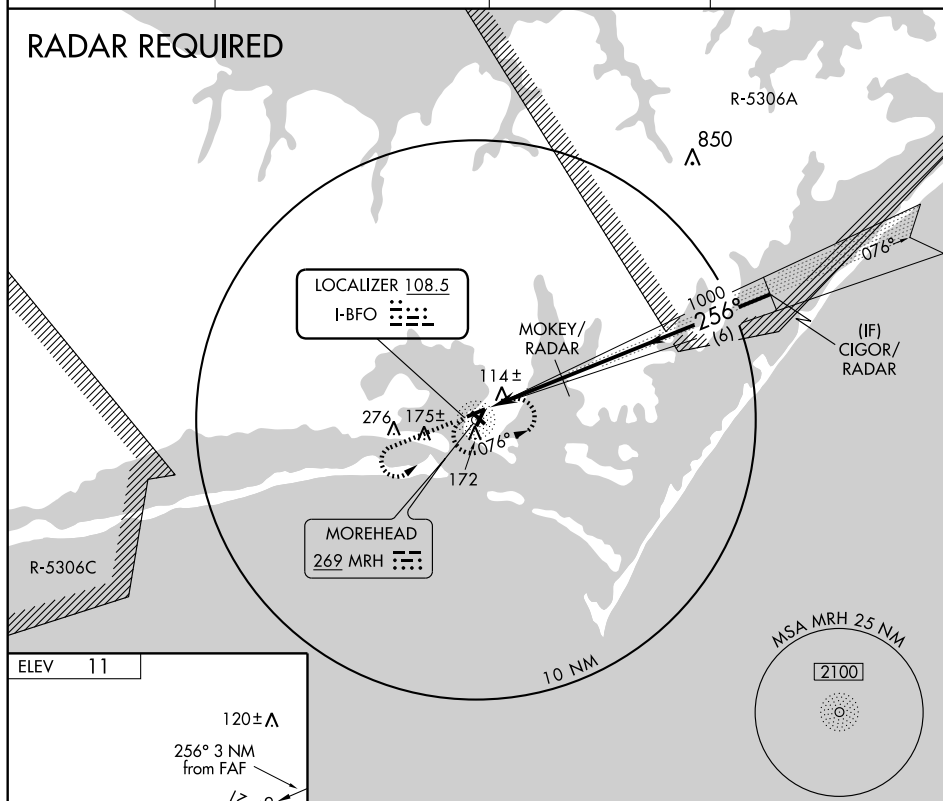 RADAR REQUIRED
R-5306A
850
076°
LOCALIZER 108.5
I-BFO
1000
256°
(6)
MOKEY/
RADAR
(IF)
CIGOR/
RADAR
114±
276
175±
076°
172
MOREHEAD
269 MRH
R-5306C
10 NM
MSA MRH 25 NM
2100
ELEV 11
120±
256° 3 NM
from FAF